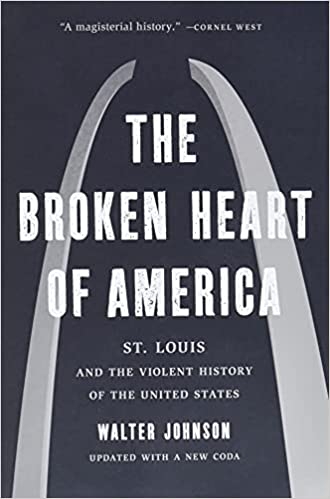 "A magisterial history." —CORNEL WEST
THE
BROKEN HEART
OF AMERICA
ST. LOUIS
AND THE VIOLENT HISTORY
OF THE UNITED STATES
WALTER JOHNSON
UPDATED WITH A NEW CODA